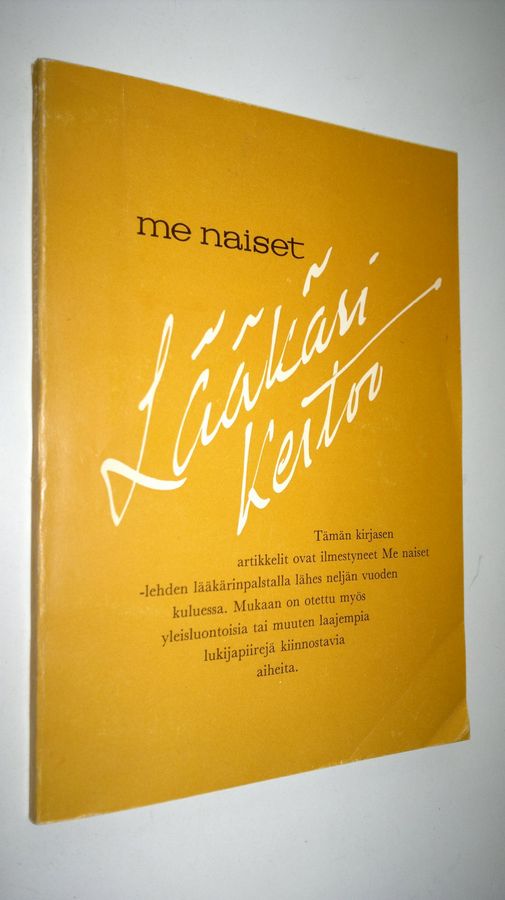 me naiset
Lääkäri
kertoo
Tämän kirjasen
artikkelit ovat ilmestyneet Me naiset
-lehden lääkärinpalstalla lähes neljän vuoden
kuluessa. Mukaan on otettu myös
yleisluontoisia tai muuten laajempia
lukijapiirejä kiinnostavia
aiheita.